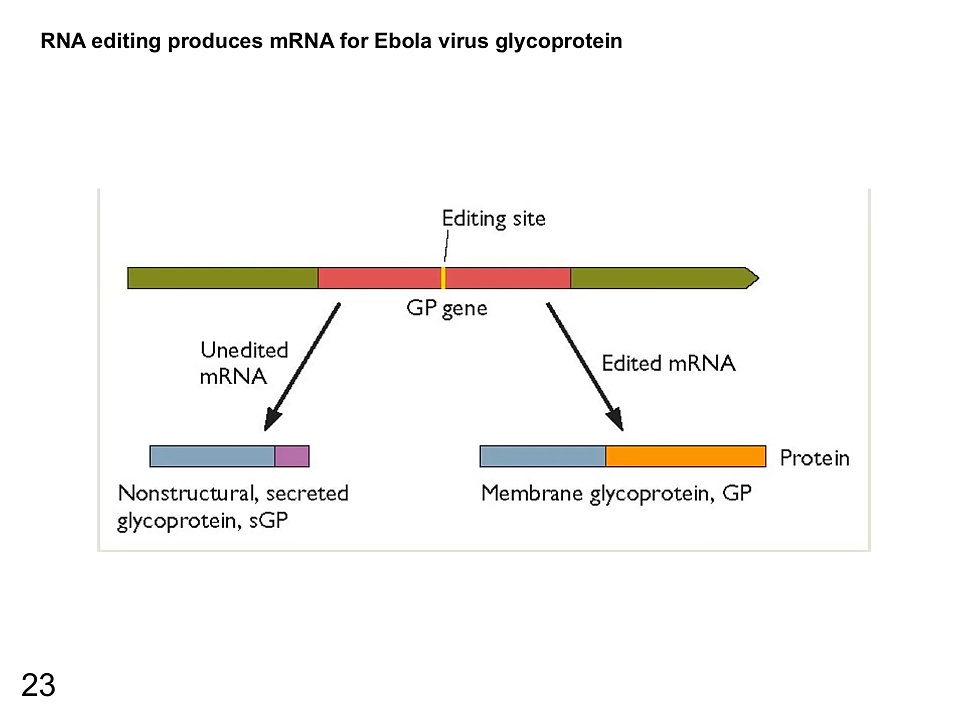 RNA editing produces mRNA for Ebola virus glycoprotein
Editing site
GP gene
Unedited
mRNA
Edited mRNA
Protein
Nonstructural, secreted
glycoprotein, sGP
Membrane glycoprotein, GP
23